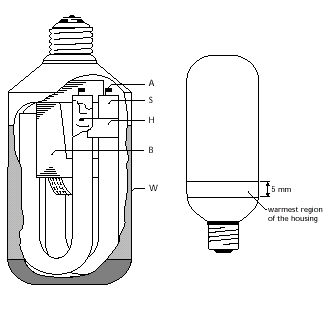 A
S
H
B
W
5 mm
warmest region
of the housing